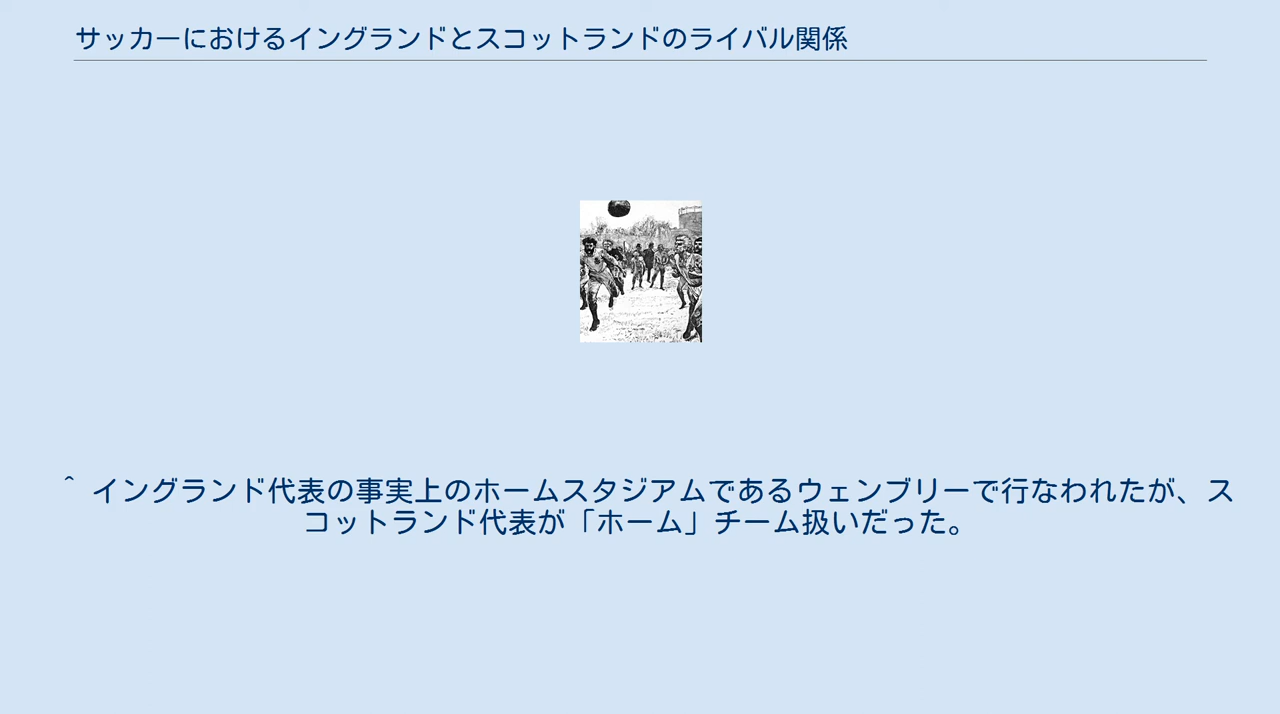 サッカーにおけるイングランドとスコットランドのライバル関係
^ イングランド代表の事実上のホームスタジアムであるウェンブリーで行なわれたが、ス
コットランド代表が「ホーム」チーム扱いだった。